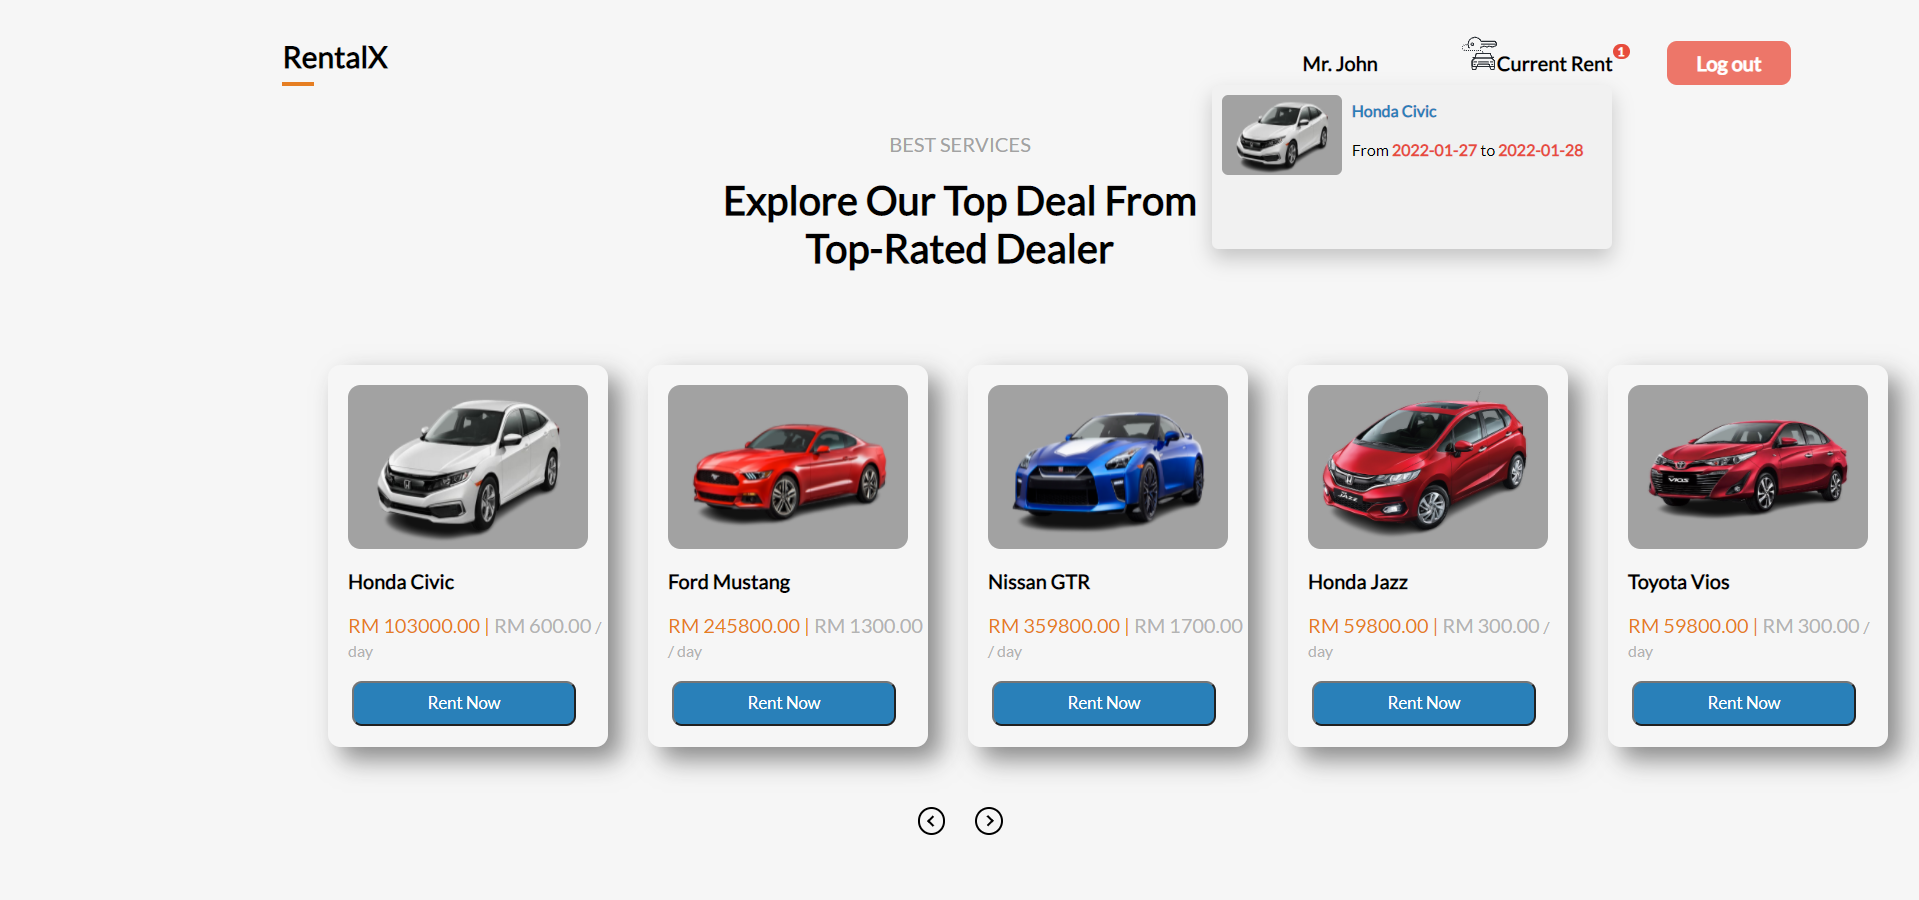 RentalX
Mr. John
Current Rent
1
Log out
Honda Civic
From 2022-01-27 to 2022-01-28
BEST SERVICES
Explore Our Top Deal From
Top-Rated Dealer
Honda Civic
RM 103000.00 | RM 600.00 /
day
Rent Now
Ford Mustang
RM 245800.00 | RM 1300.00
/ day
Rent Now
Nissan GTR
RM 359800.00 | RM 1700.00
/ day
Rent Now
JAZZ
Honda Jazz
RM 59800.00 | RM 300.00 /
day
Rent Now
VIOS
Toyota Vios
RM 59800.00 | RM 300.00 /
day
Rent Now